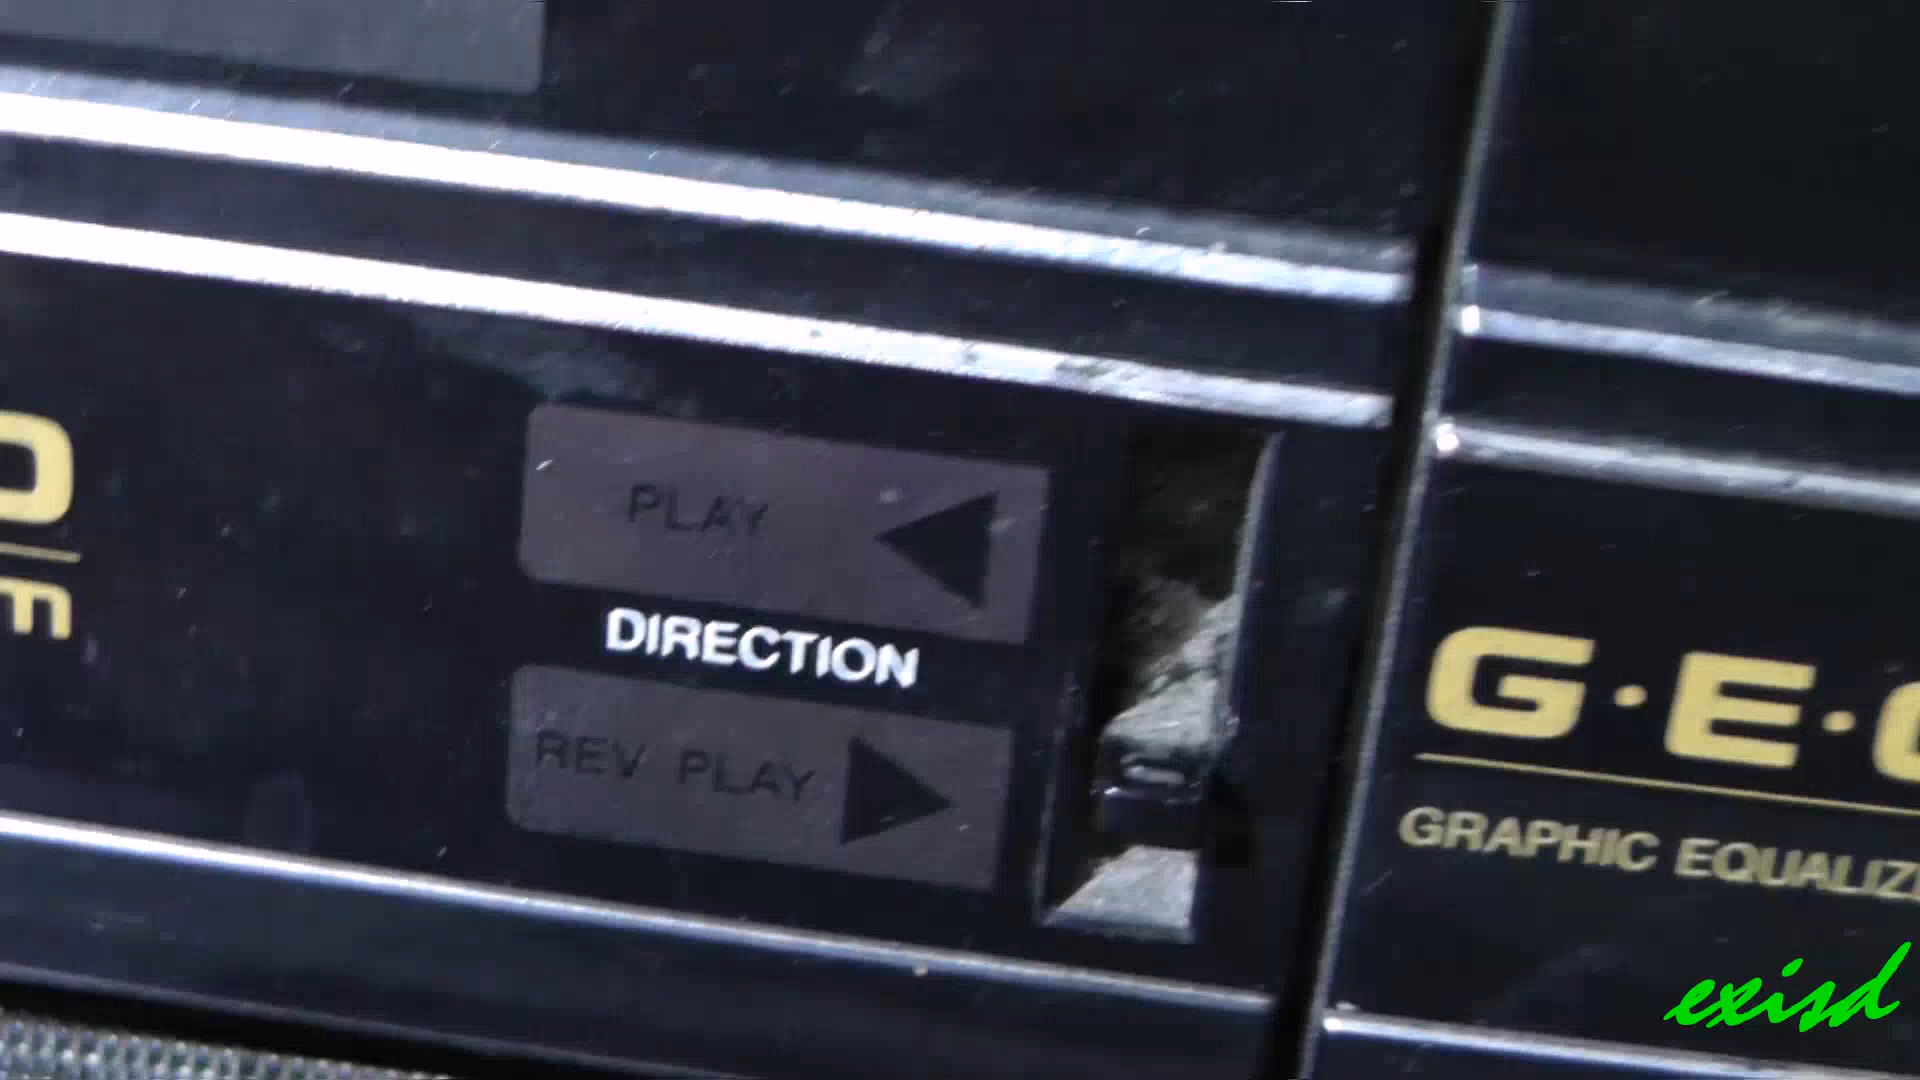 PLAY
DIRECTION
REV PLAY
G·E·
GRAPHIC EQUALIZ
exisd